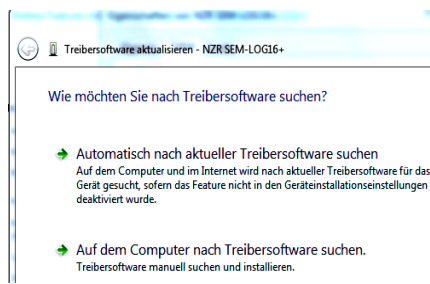 Treibersoftware aktualisieren - NZR SEM-LOG16+
Wie möchten Sie nach Treibersoftware suchen?
Automatisch nach aktueller Treibersoftware suchen
Auf dem Computer und im Internet wird nach aktueller Treibersoftware für das
Gerät gesucht, sofern das Feature nicht in den Geräteinstallationseinstellungen
deaktiviert wurde.
Auf dem Computer nach Treibersoftware suchen.
Treibersoftware manuell suchen und installieren.